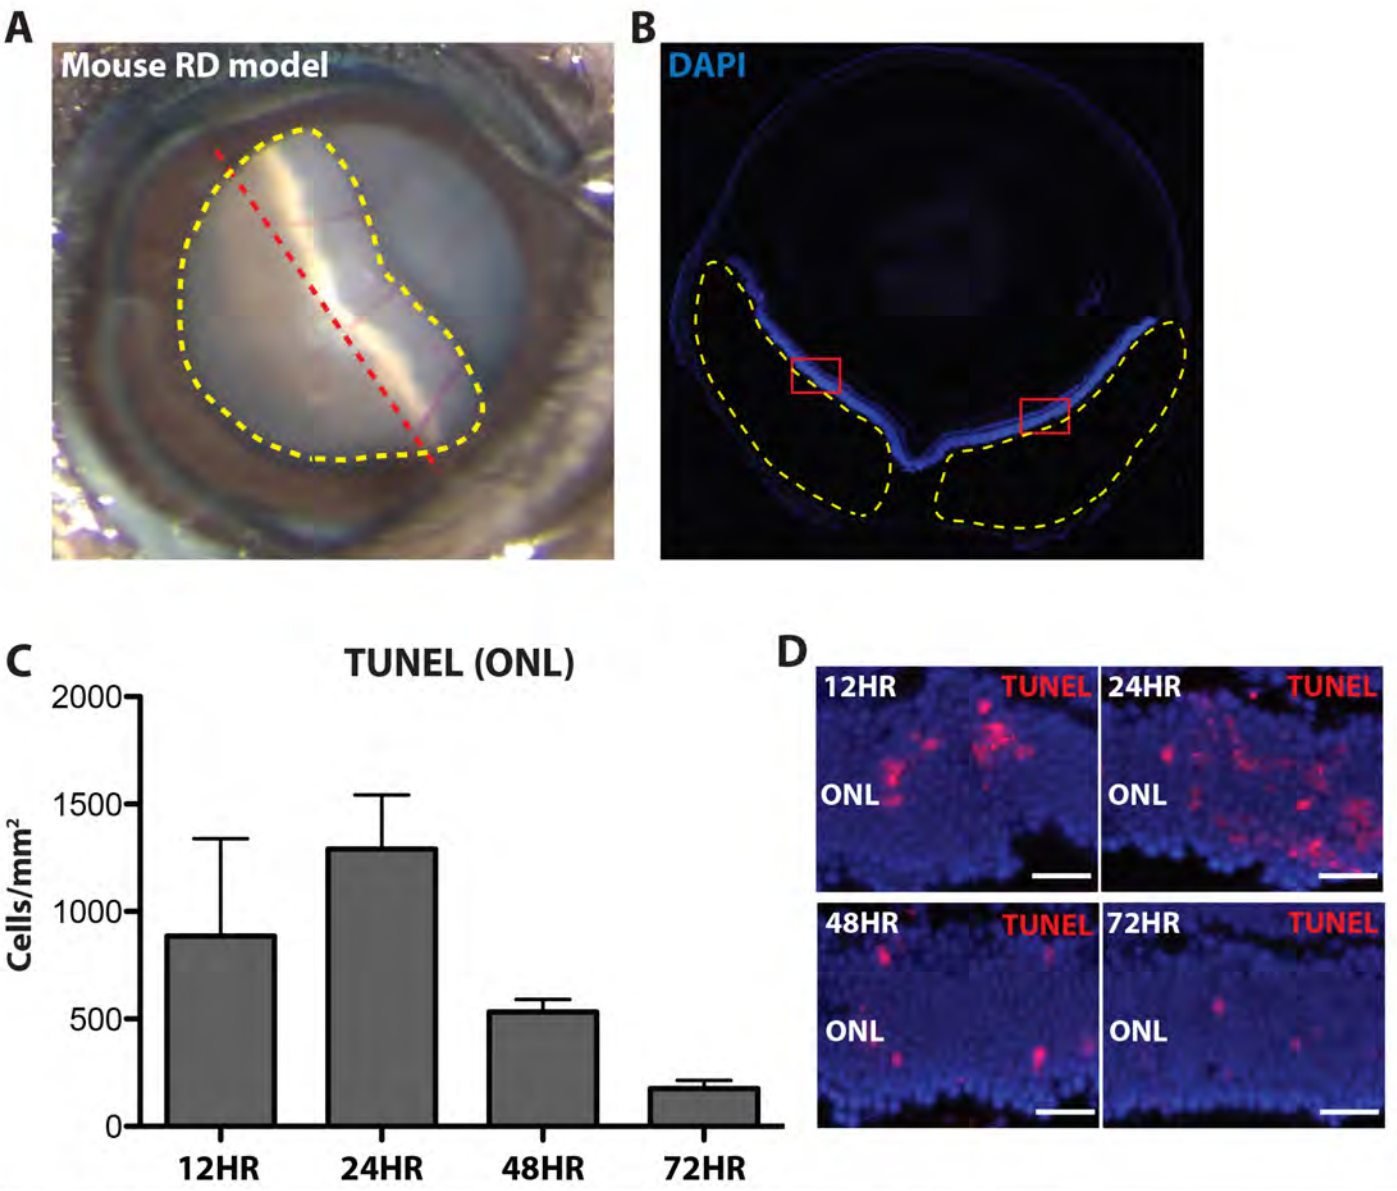 A
Mouse RD model
B
DAPI
C
TUNEL (ONL)
2000
1500
1000
500
0
Cells/mm²
12HR
24HR
48HR
72HR
D
12HR TUNEL
ONL
24HR TUNEL
ONL
48HR TUNEL
ONL
72HR TUNEL
ONL